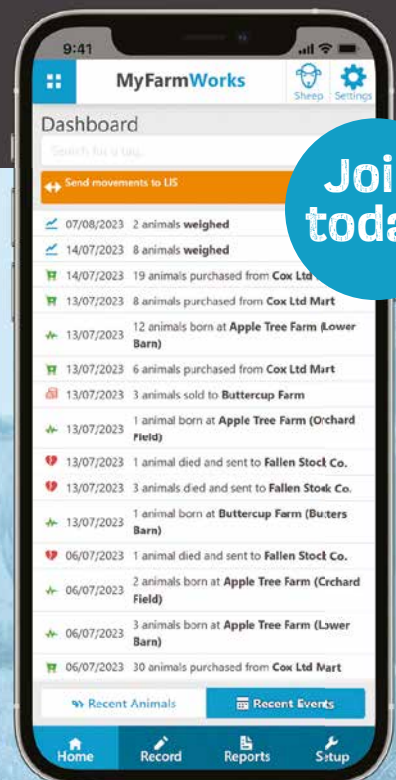 9:41
MyFarmWorks
Sheep
Settings
Dashboard
Search for a tag,
Send movements to LIS
07/08/2023 2 animals weighed
14/07/2023 8 animals weighed
14/07/2023 19 animals purchased from Cox Ltd
13/07/2023 8 animals purchased from Cox Ltd Mart
13/07/2023 12 animals born at Apple Tree Farm (Lower
Barn)
13/07/2023 6 animals purchased from Cox Ltd Mart
13/07/2023 3 animals sold to Buttercup Farm
13/07/2023 1 animal born at Apple Tree Farm (Orchard
Field)
13/07/2023 1 animal died and sent to Fallen Stock Co.
13/07/2023 3 animals died and sent to Fallen Stock Co.
13/07/2023 1 animal born at Buttercup Farm (Butters
Barn)
06/07/2023 1 animal died and sent to Fallen Stock Co.
06/07/2023 2 animals born at Apple Tree Farm (Orchard
Field)
06/07/2023 3 animals born at Apple Tree Farm (Lower
Barn)
06/07/2023 30 animals purchased from Cox Ltd Mart
Recent Animals
Recent Events
Home
Record
Reports
Setup
Joi
toda